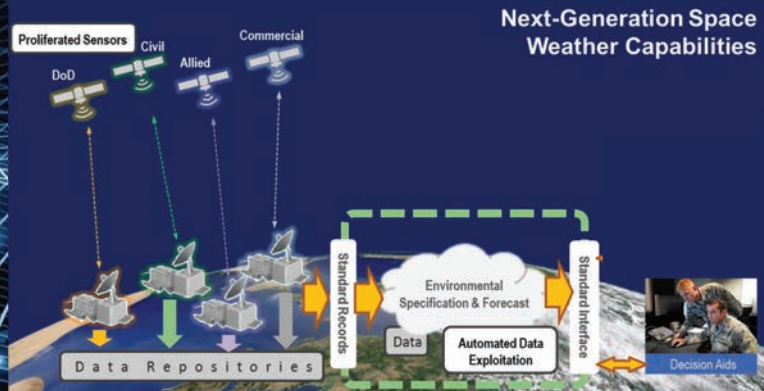 Next-Generation Space
Weather Capabilities
Proliferated Sensors
DoD
Civil
Allied
Commercial
Data Repositories
Standard Records
Environmental
Specification & Forecast
Data
Automated Data
Exploitation
Standard Interface
Decision Aids